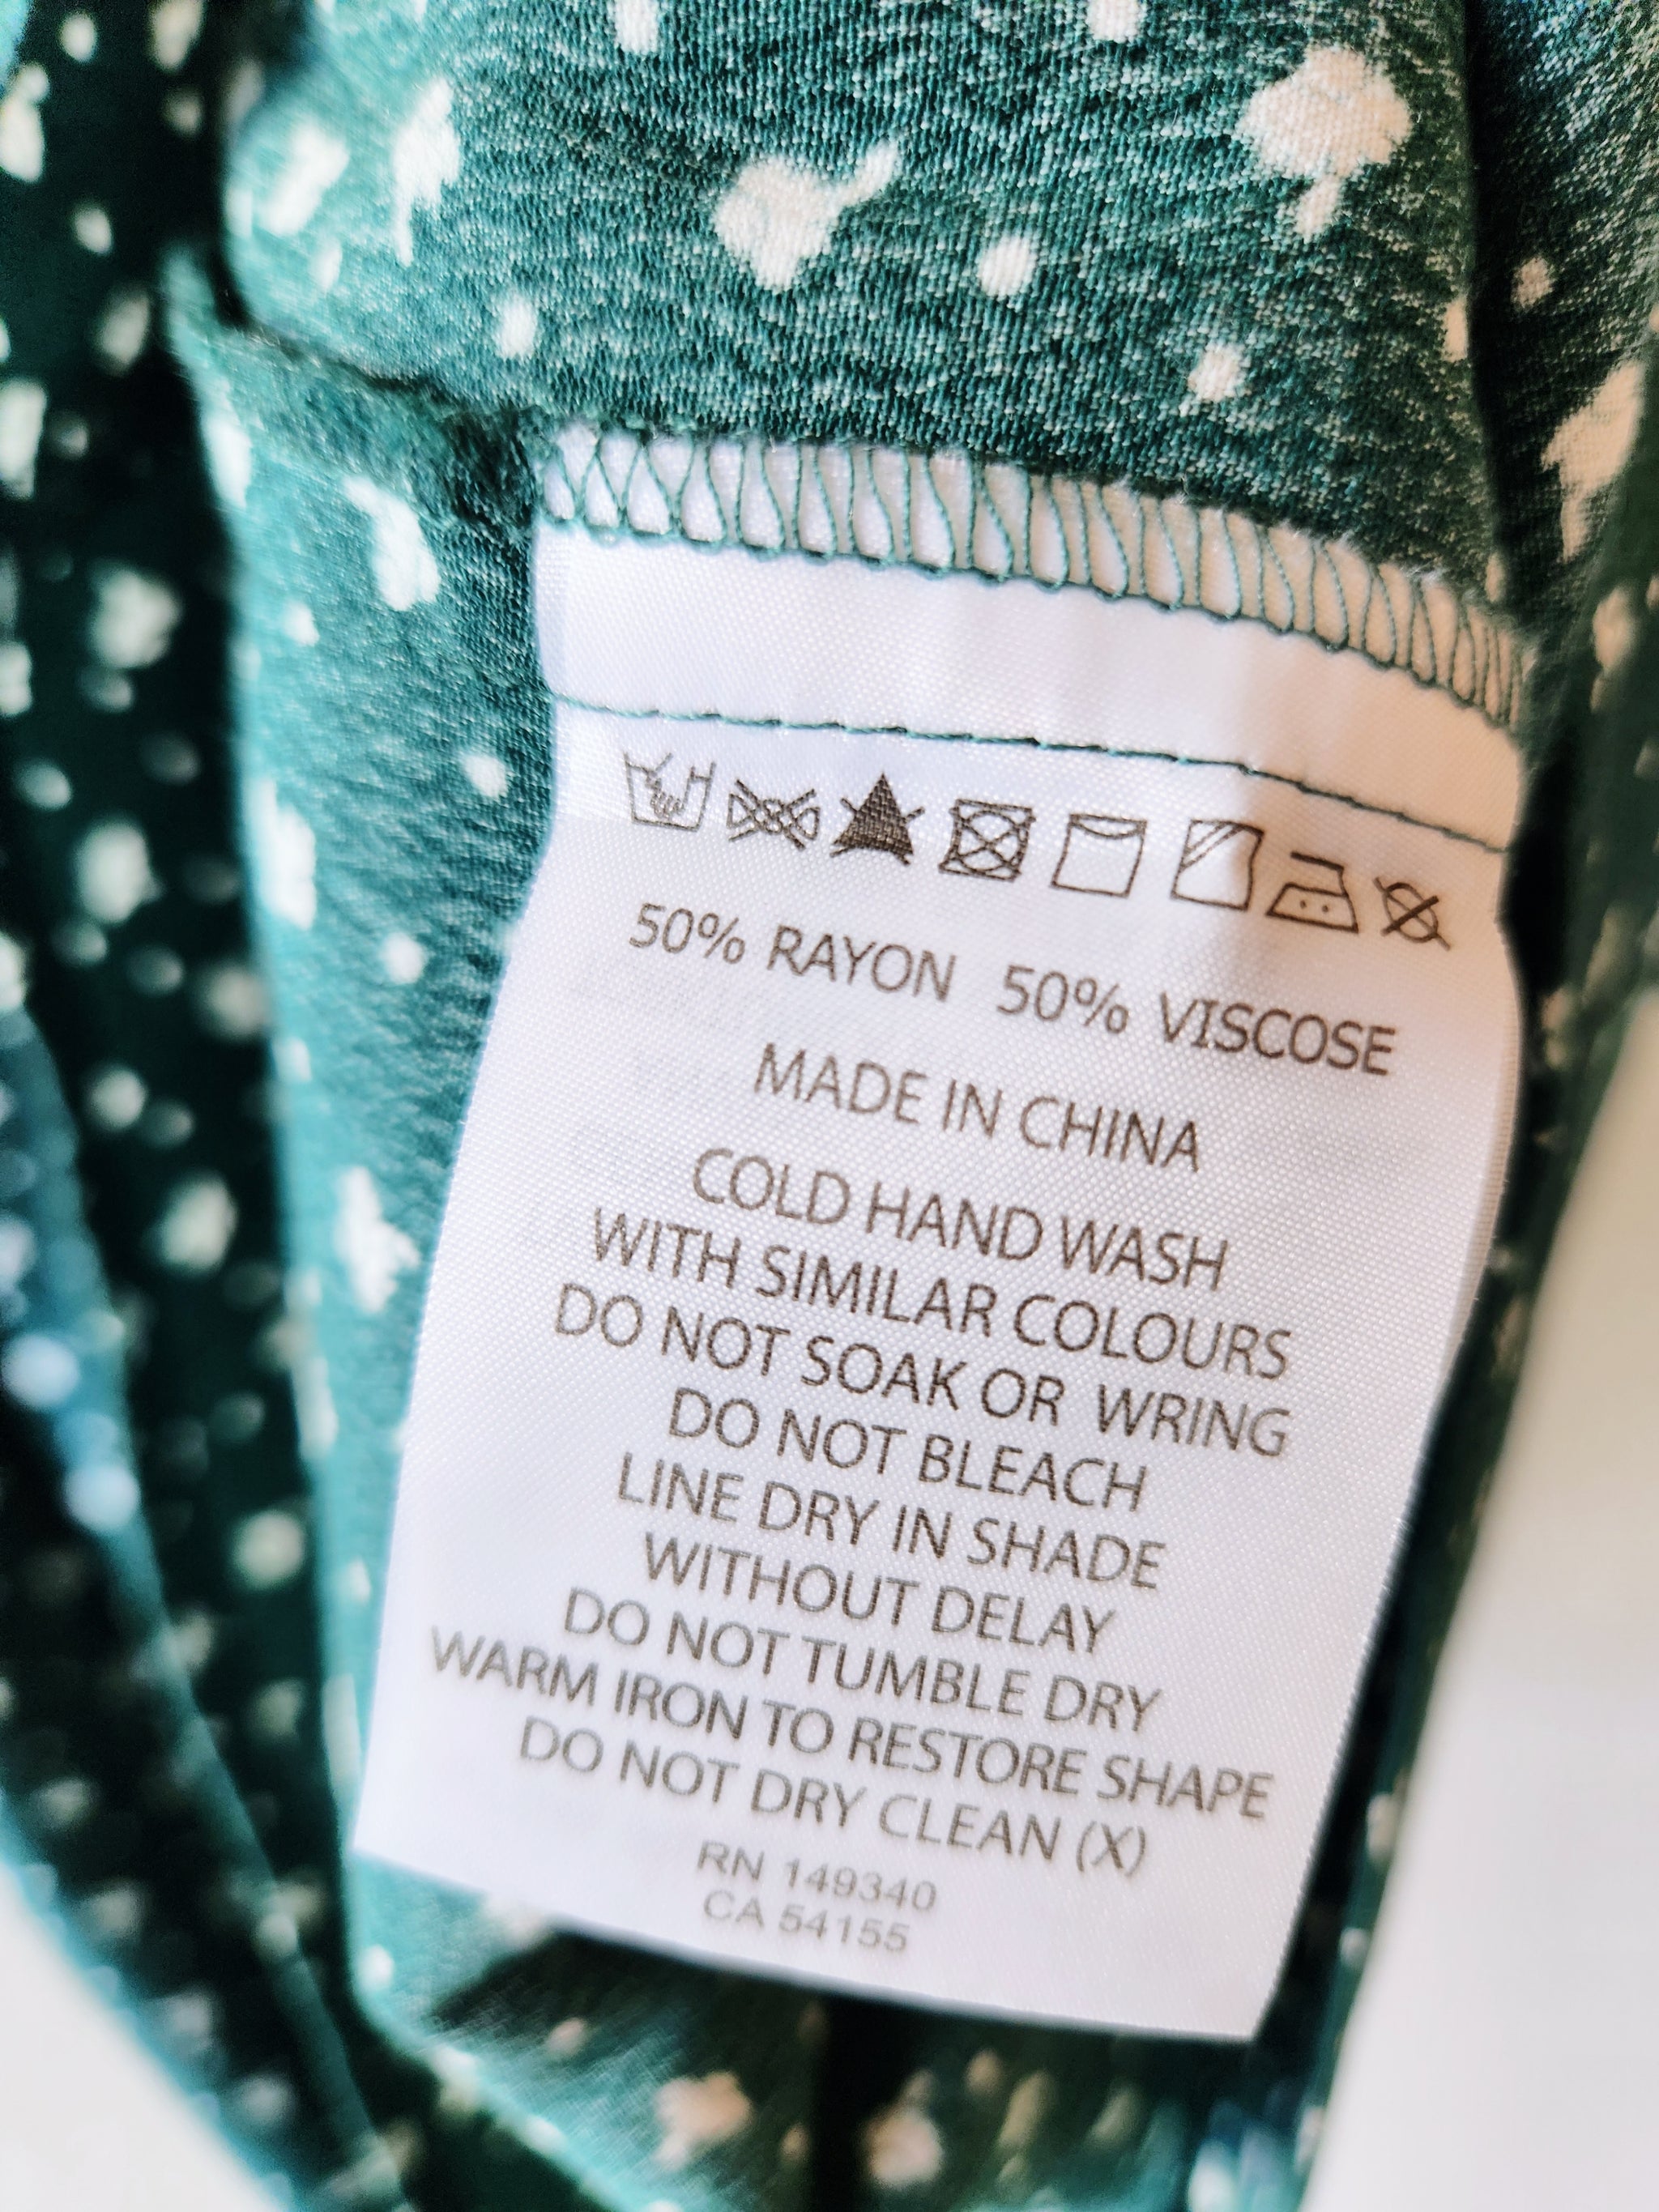 50% RAYON 50% VISCOSE
MADE IN CHINA
COLD HAND WASH
WITH SIMILAR COLOURS
DO NOT SOAK OR WRING
DO NOT BLEACH
LINE DRY IN SHADE
WITHOUT DELAY
DO NOT TUMBLE DRY
WARM IRON TO RESTORE SHAPE
DO NOT DRY CLEAN (X)
RN 149340
CA 54155